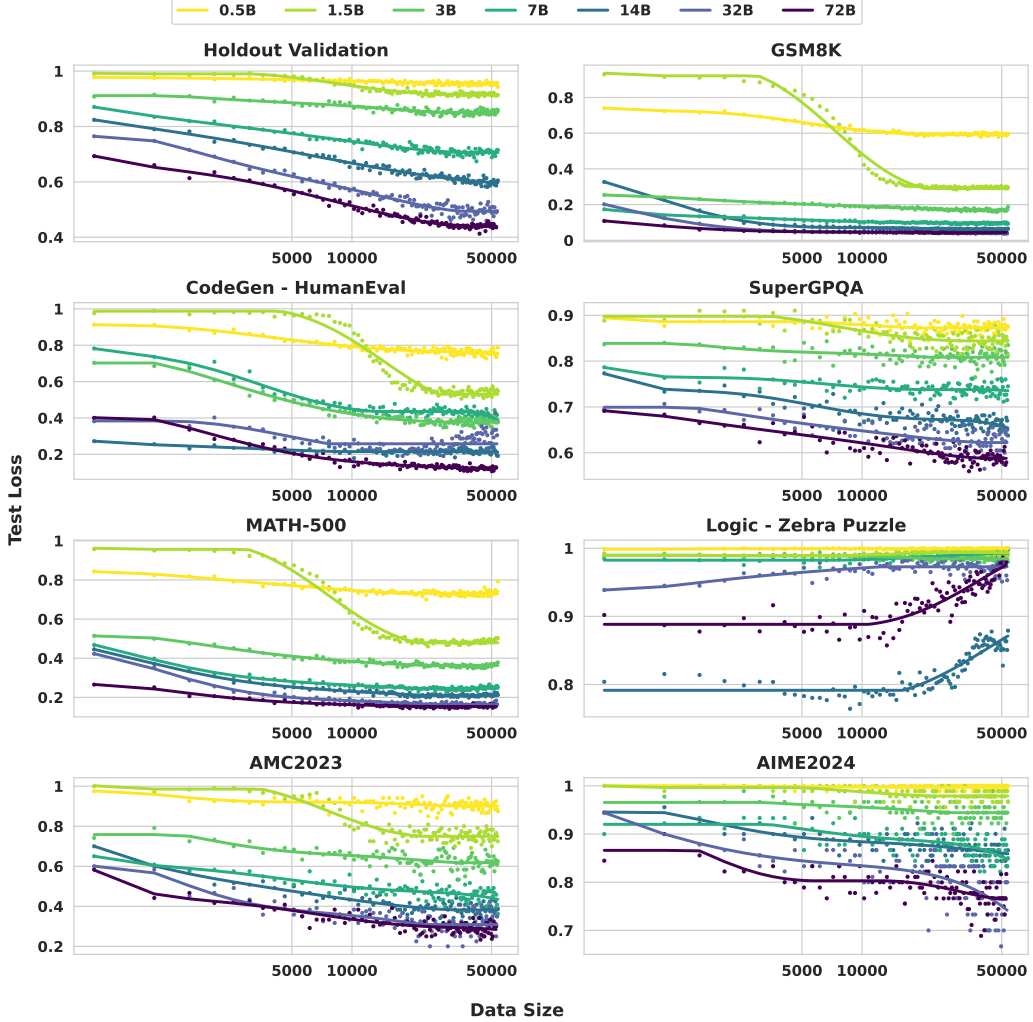 0.5B 1.5B 3B 7B 14B 32B 72B
Holdout Validation
1
0.8
0.6
0.4
5000 10000 50000
GSM8K
0.8
0.6
0.4
0.2
0
5000 10000 50000
CodeGen - HumanEval
1
0.8
0.6
0.4
0.2
5000 10000 50000
SuperGPQA
0.9
0.8
0.7
0.6
5000 10000 50000
Test Loss
MATH-500
1
0.8
0.6
0.4
0.2
5000 10000 50000
Logic - Zebra Puzzle
1
0.9
0.8
5000 10000 50000
AMC2023
1
0.8
0.6
0.4
0.2
5000 10000 50000
AIME2024
1
0.9
0.8
0.7
5000 10000 50000
Data Size